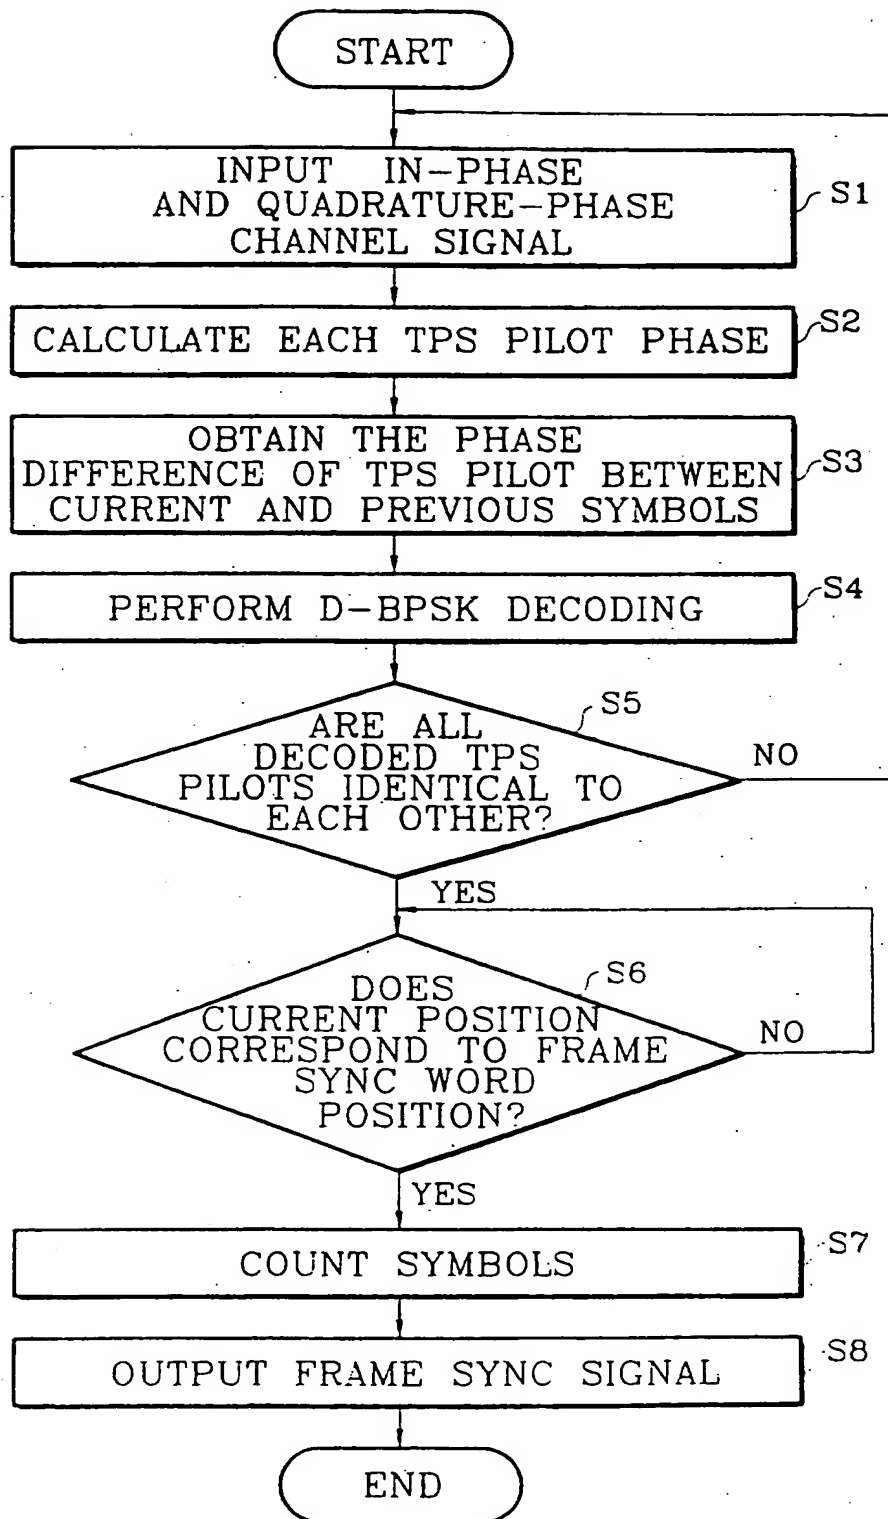 START
INPUT IN-PHASE
AND QUADRATURE-PHASE
CHANNEL SIGNAL
S1
CALCULATE EACH TPS PILOT PHASE
S2
OBTAIN THE PHASE
DIFFERENCE OF TPS PILOT BETWEEN
CURRENT AND PREVIOUS SYMBOLS
S3
PERFORM D-BPSK DECODING
S4
ARE ALL
DECODED TPS
PILOTS IDENTICAL TO
EACH OTHER?
S5
NO
YES
DOES
CURRENT POSITION
CORRESPOND TO FRAME
SYNC WORD
POSITION?
S6
NO
YES
COUNT SYMBOLS
S7
OUTPUT FRAME SYNC SIGNAL
S8
END